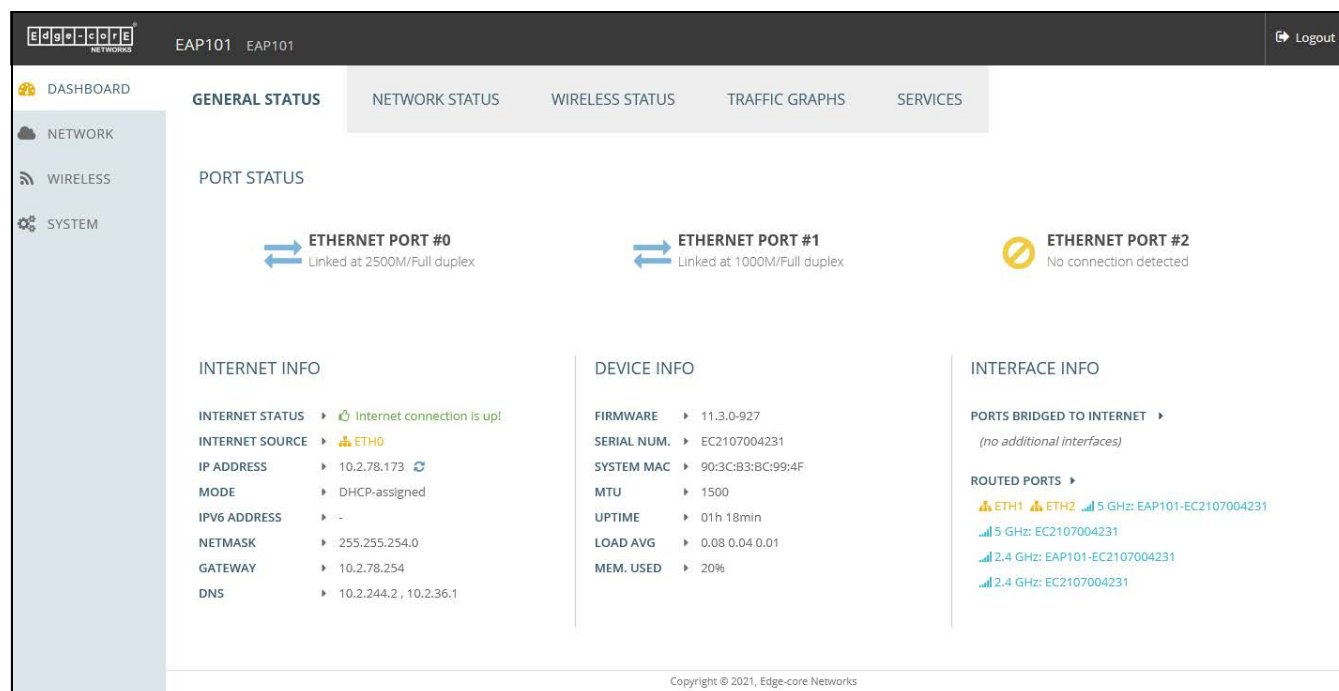 Edge-corE
NETWORKS
EAP101 EAP101
Logout
DASHBOARD
NETWORK
WIRELESS
SYSTEM
GENERAL STATUS
NETWORK STATUS
WIRELESS STATUS
TRAFFIC GRAPHS
SERVICES
PORT STATUS
ETHERNET PORT #0
Linked at 2500M/Full duplex
ETHERNET PORT #1
Linked at 1000M/Full duplex
ETHERNET PORT #2
No connection detected
INTERNET INFO
INTERNET STATUS Internet connection is up!
INTERNET SOURCE ETH0
IP ADDRESS 10.2.78.173
MODE DHCP-assigned
IPV6 ADDRESS -
NETMASK 255.255.254.0
GATEWAY 10.2.78.254
DNS 10.2.244.2 , 10.2.36.1
DEVICE INFO
FIRMWARE 11.3.0-927
SERIAL NUM. EC2107004231
SYSTEM MAC 90:3C:B3:BC:99:4F
MTU 1500
UPTIME 01h 18min
LOAD AVG 0.08 0.04 0.01
MEM. USED 20%
INTERFACE INFO
PORTS BRIDGED TO INTERNET
(no additional interfaces)
ROUTED PORTS
ETH1 ETH2 5 GHz: EAP101-EC2107004231
5 GHz: EC2107004231
2.4 GHz: EAP101-EC2107004231
2.4 GHz: EC2107004231
Copyright © 2021, Edge-core Networks